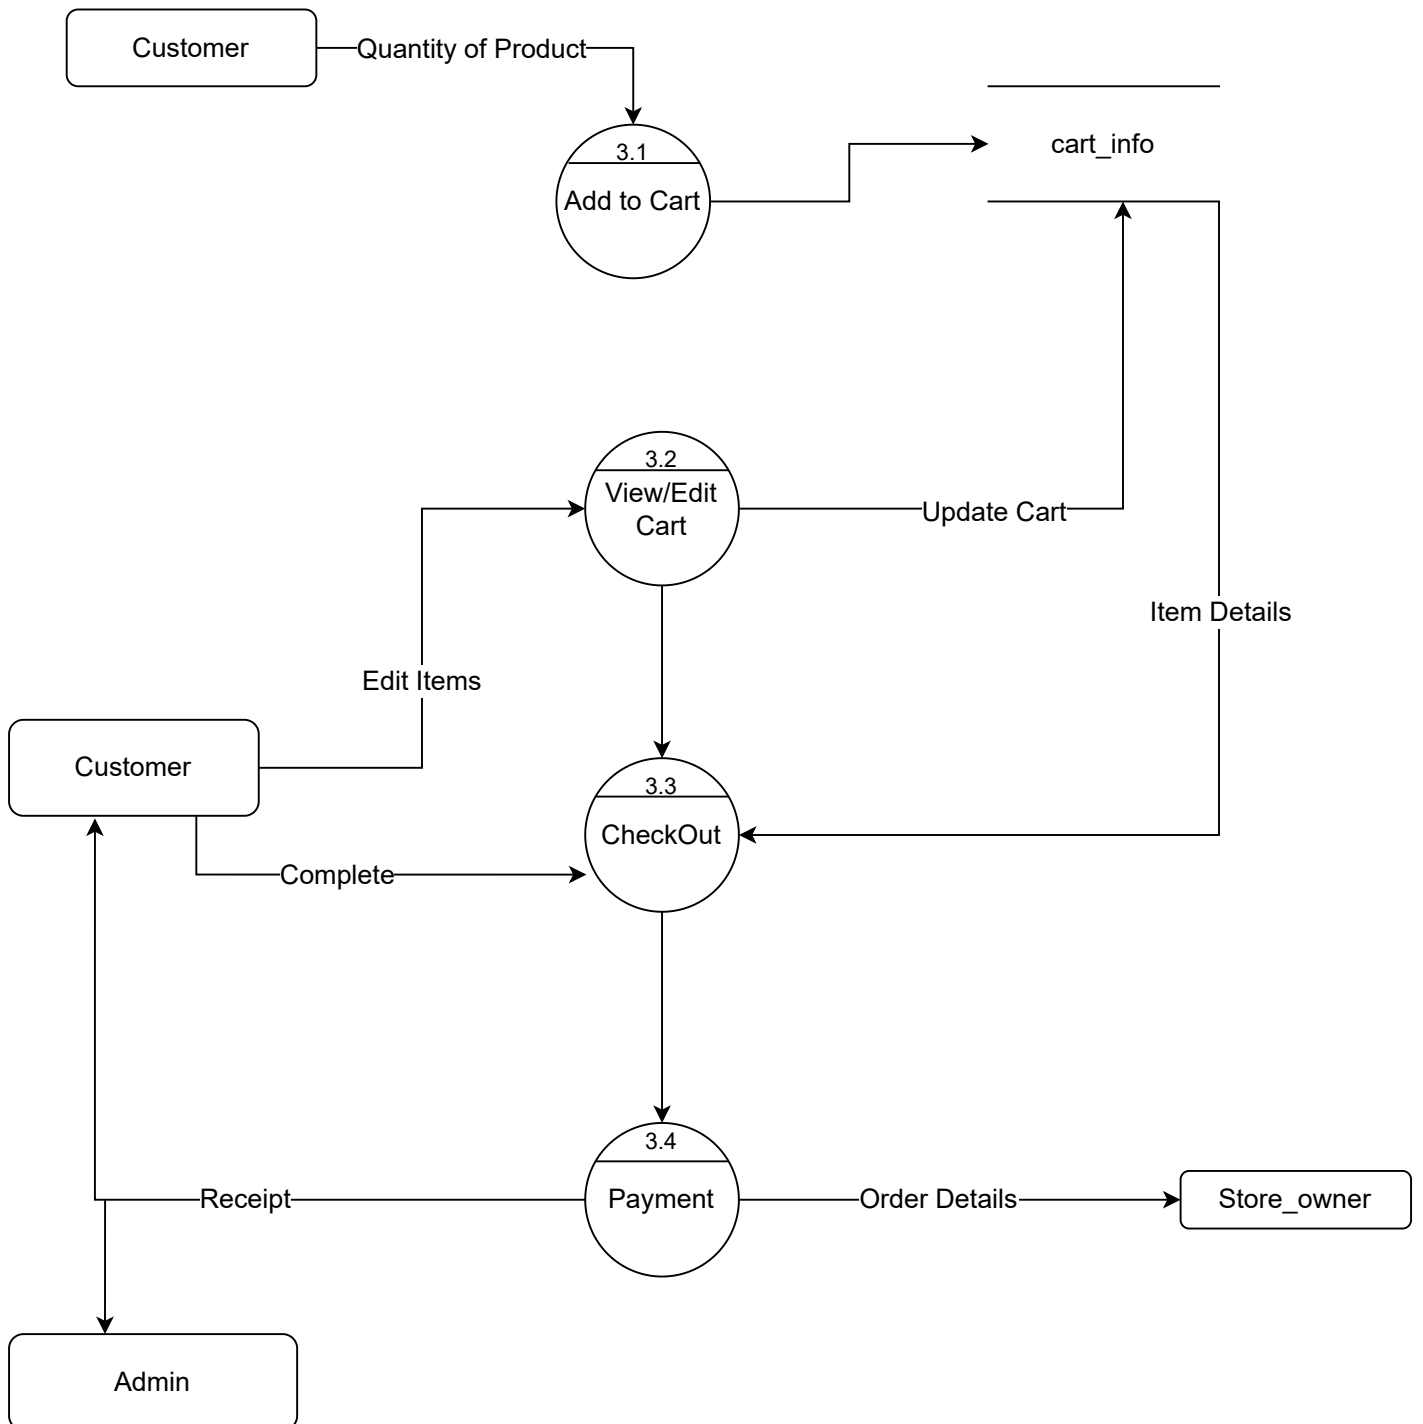 Customer
Quantity of Product
3.1
Add to Cart
cart_info
3.2
View/Edit
Cart
Update Cart
Item Details
Edit Items
Customer
3.3
CheckOut
Complete
3.4
Payment
Receipt
Order Details
Store_owner
Admin